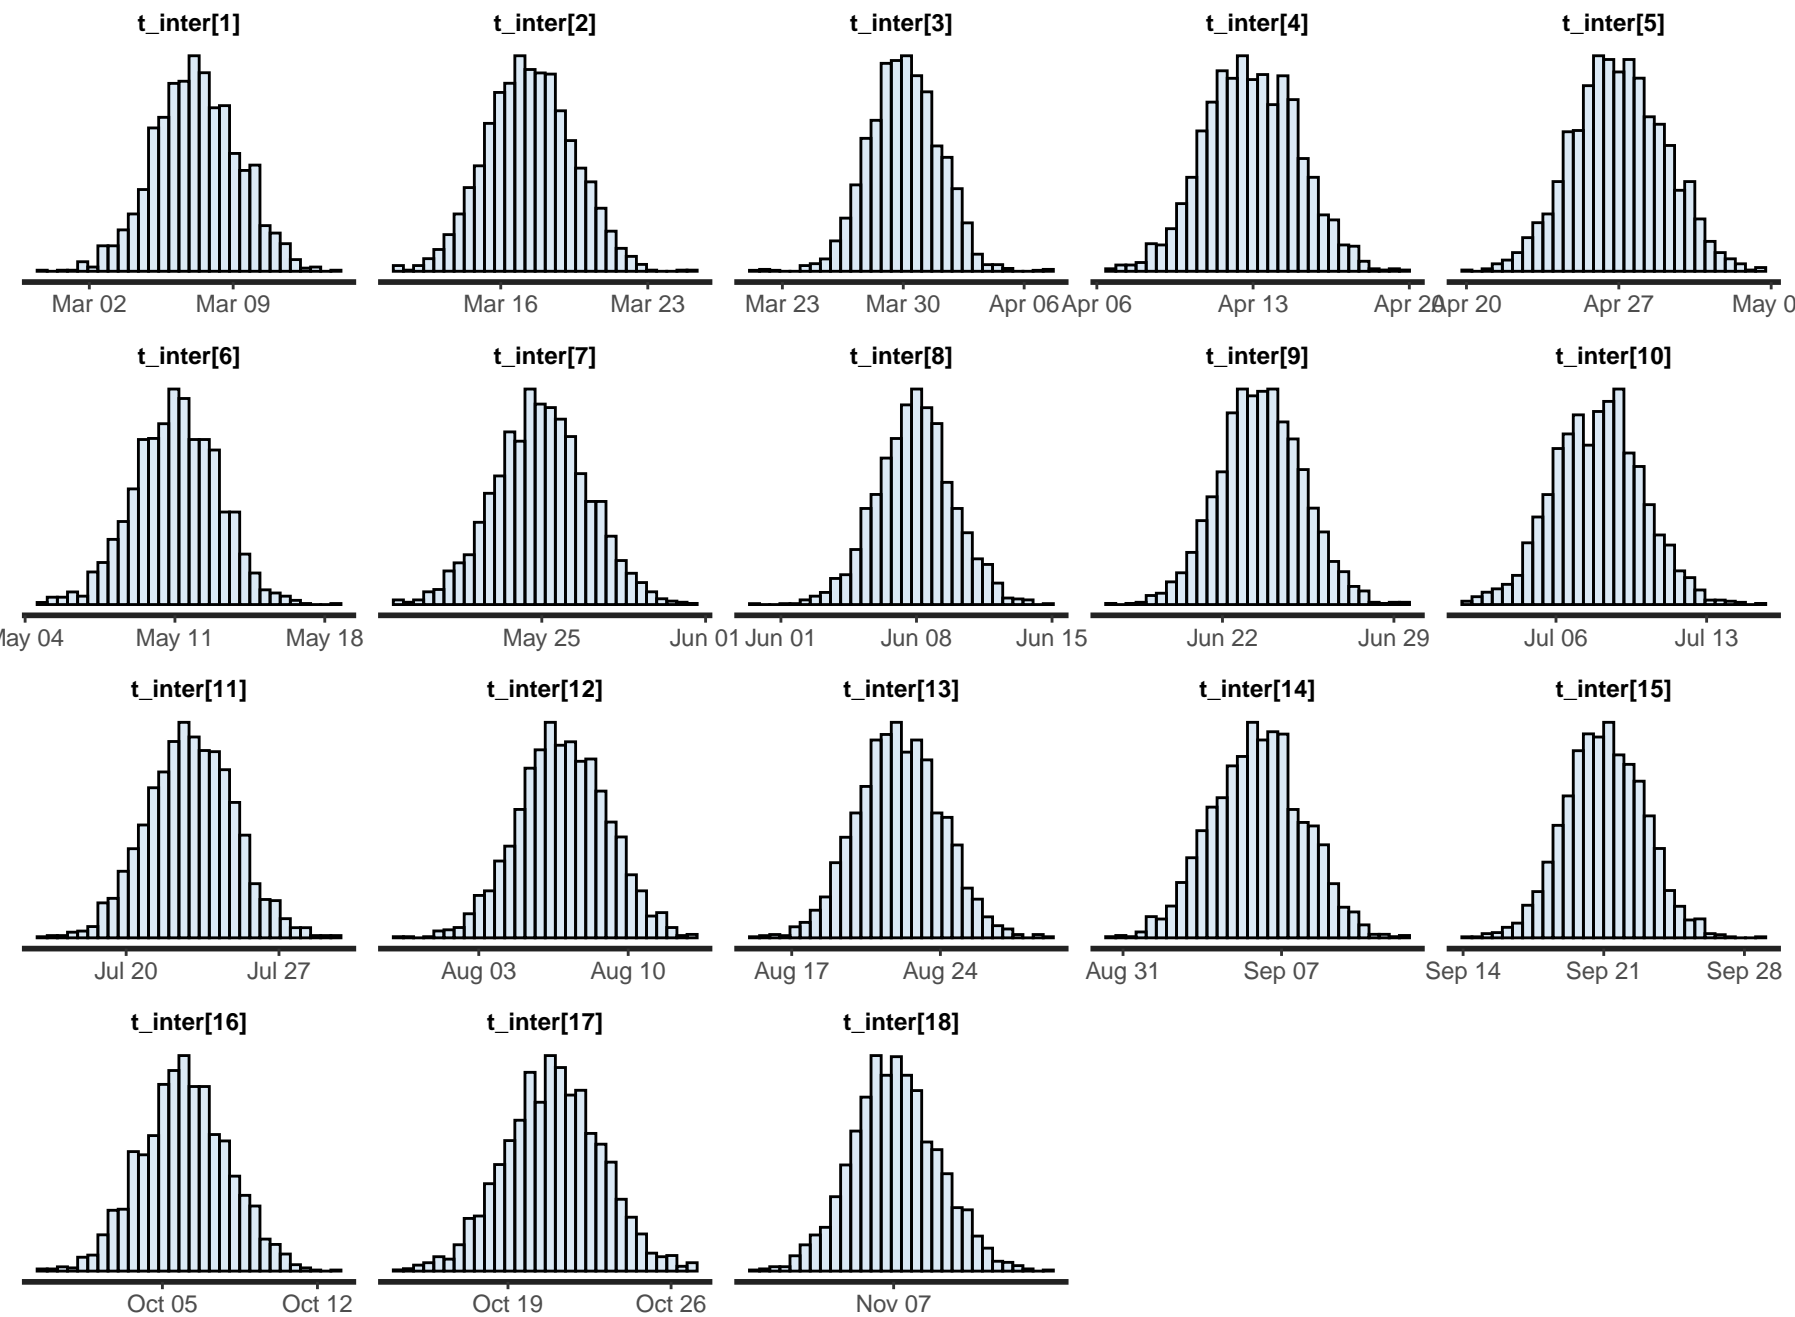 t_inter[1] t_inter[2] t_inter[3] t_inter[4] t_inter[5]
Mar 02 Mar 09 Mar 16 Mar 23 Mar 23 Mar 30 Apr 06 Apr 06 Apr 13 Apr 20 Apr 20 Apr 27 May 0
t_inter[6] t_inter[7] t_inter[8] t_inter[9] t_inter[10]
May 04 May 11 May 18 May 25 Jun 01 Jun 01 Jun 08 Jun 15 Jun 22 Jun 29 Jul 06 Jul 13
t_inter[11] t_inter[12] t_inter[13] t_inter[14] t_inter[15]
Jul 20 Jul 27 Aug 03 Aug 10 Aug 17 Aug 24 Aug 31 Sep 07 Sep 14 Sep 21 Sep 28
t_inter[16] t_inter[17] t_inter[18]
Oct 05 Oct 12 Oct 19 Oct 26 Nov 07